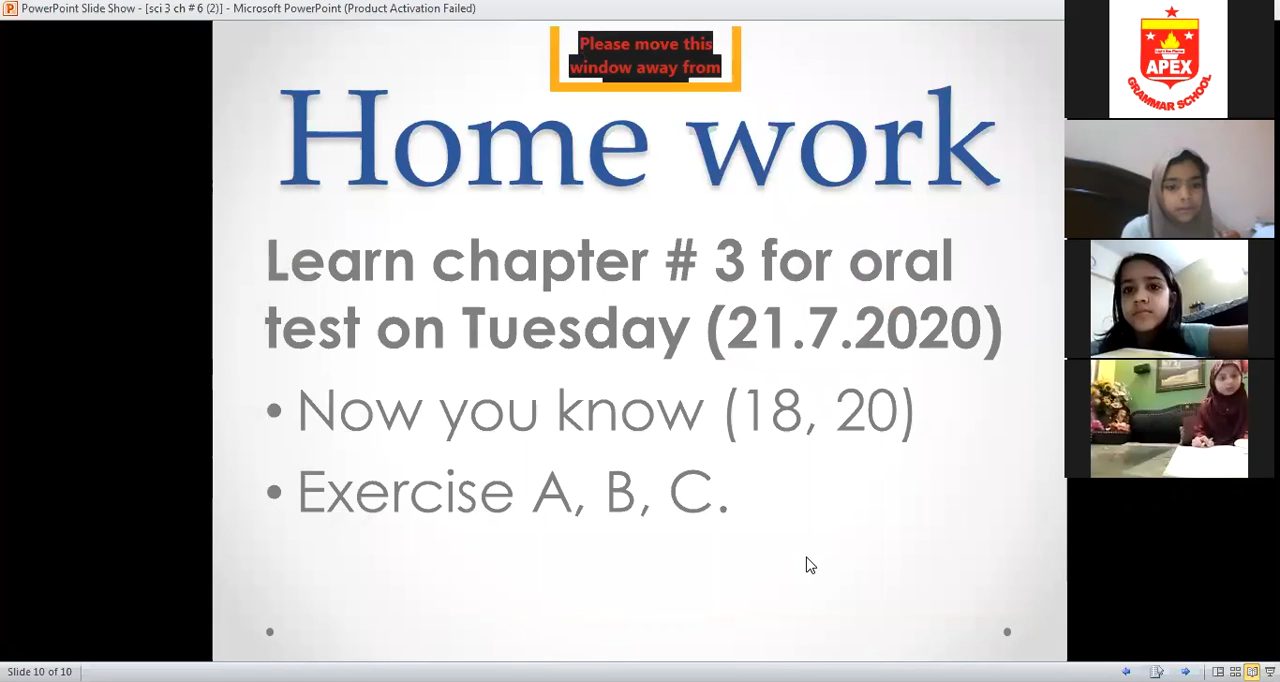 PowerPoint Slide Show - [sci 3 ch # 6 (2)] - Microsoft PowerPoint (Product Activation Failed)
Please move this
window away from
Home work
Learn chapter # 3 for oral
test on Tuesday (21.7.2020)
• Now you know (18, 20)
• Exercise A, B, C.
APEX
GRAMMAR SCHOOL
Slide 10 of 10